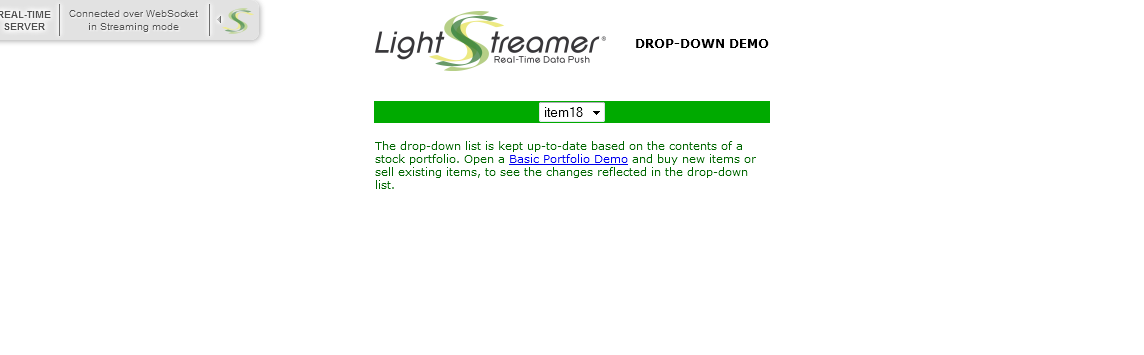 REAL-TIME
SERVER
Connected over WebSocket
in Streaming mode
LightStreamer®
Real-Time Data Push
DROP-DOWN DEMO
item18
The drop-down list is kept up-to-date based on the contents of a
stock portfolio. Open a Basic Portfolio Demo and buy new items or
sell existing items, to see the changes reflected in the drop-down
list.